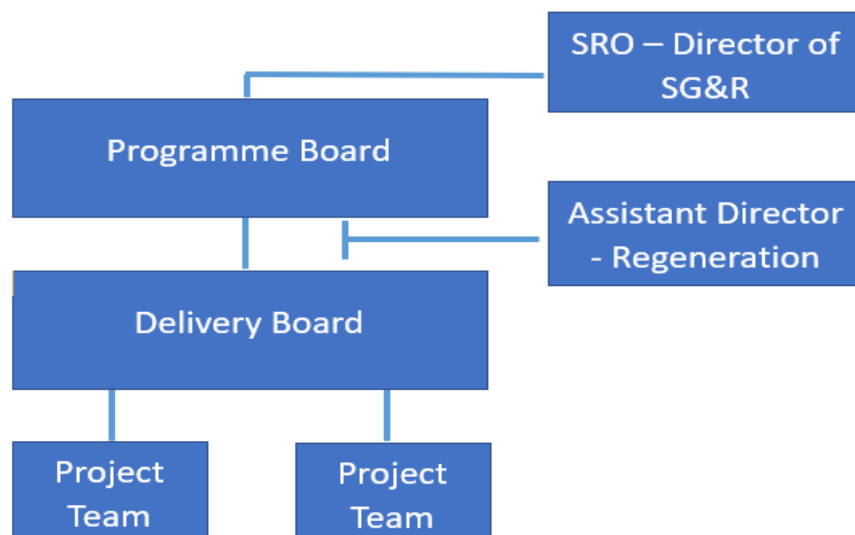 SRO – Director of
SG&R
Programme Board
Assistant Director
- Regeneration
Delivery Board
Project
Team
Project
Team